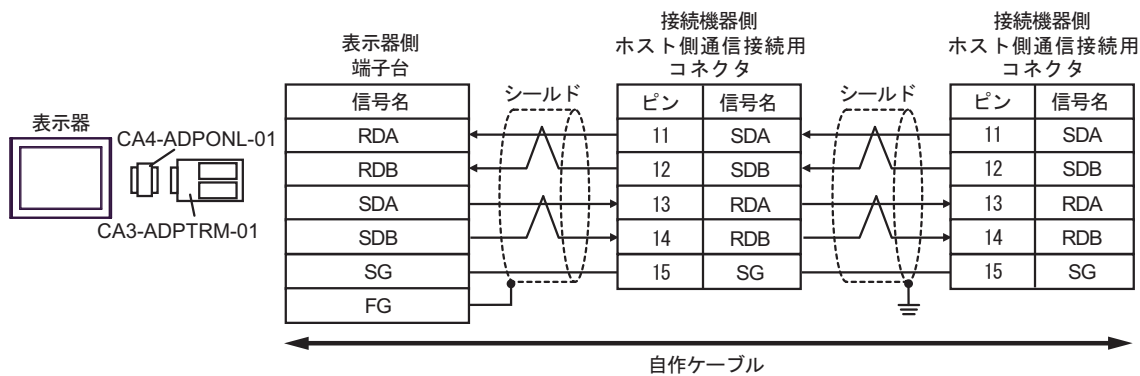 表示器
CA4-ADPONL-01
CA3-ADPTRM-01
表示器側
端子台
信号名
RDA
RDB
SDA
SDB
SG
FG
シールド
接続機器側
ホスト側通信接続用
コネクタ
ピン 信号名
11 SDA
12 SDB
13 RDA
14 RDB
15 SG
シールド
接続機器側
ホスト側通信接続用
コネクタ
ピン 信号名
11 SDA
12 SDB
13 RDA
14 RDB
15 SG
自作ケーブル